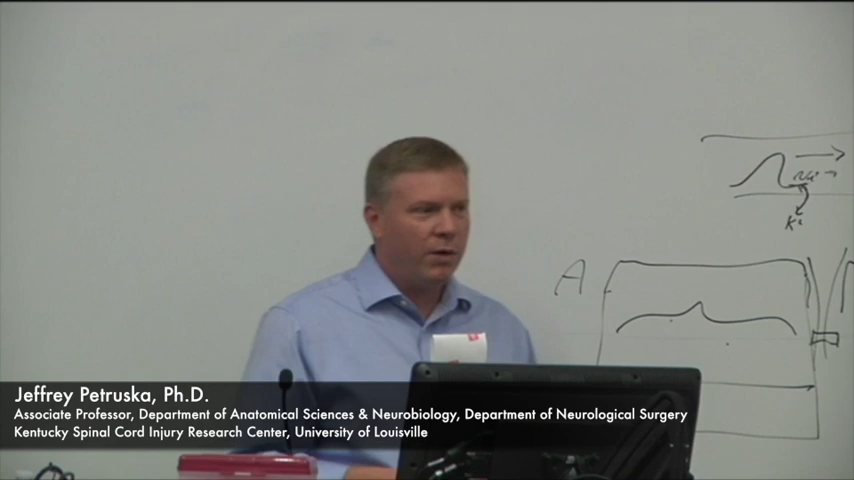 A
K⁺
Jeffrey Petruska, Ph.D.
Associate Professor, Department of Anatomical Sciences & Neurobiology, Department of Neurological Surgery
Kentucky Spinal Cord Injury Research Center, University of Louisville